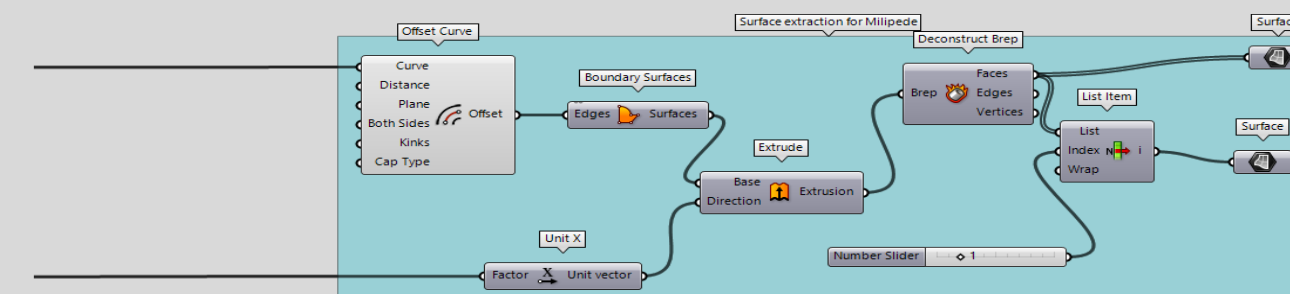 Surface extraction for Milipede
Offset Curve
Curve
Distance
Plane
Both Sides
Kinks
Cap Type
Offset
Boundary Surfaces
Edges
Surfaces
Extrude
Base
Direction
Extrusion
Unit X
Factor
X
Unit vector
Deconstruct Brep
Brep
Faces
Edges
Vertices
List Item
List
Index
Wrap
N
i
Number Slider
1
Surfac
Surface